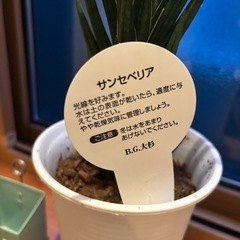 サンセベリア
光線を好みます。
水は土の表面が乾いたら、適度に与
えてください。
やや乾燥気味に管理しましょう。
ご注意 冬は水をあまり
あげないでください。
B.G.大杉